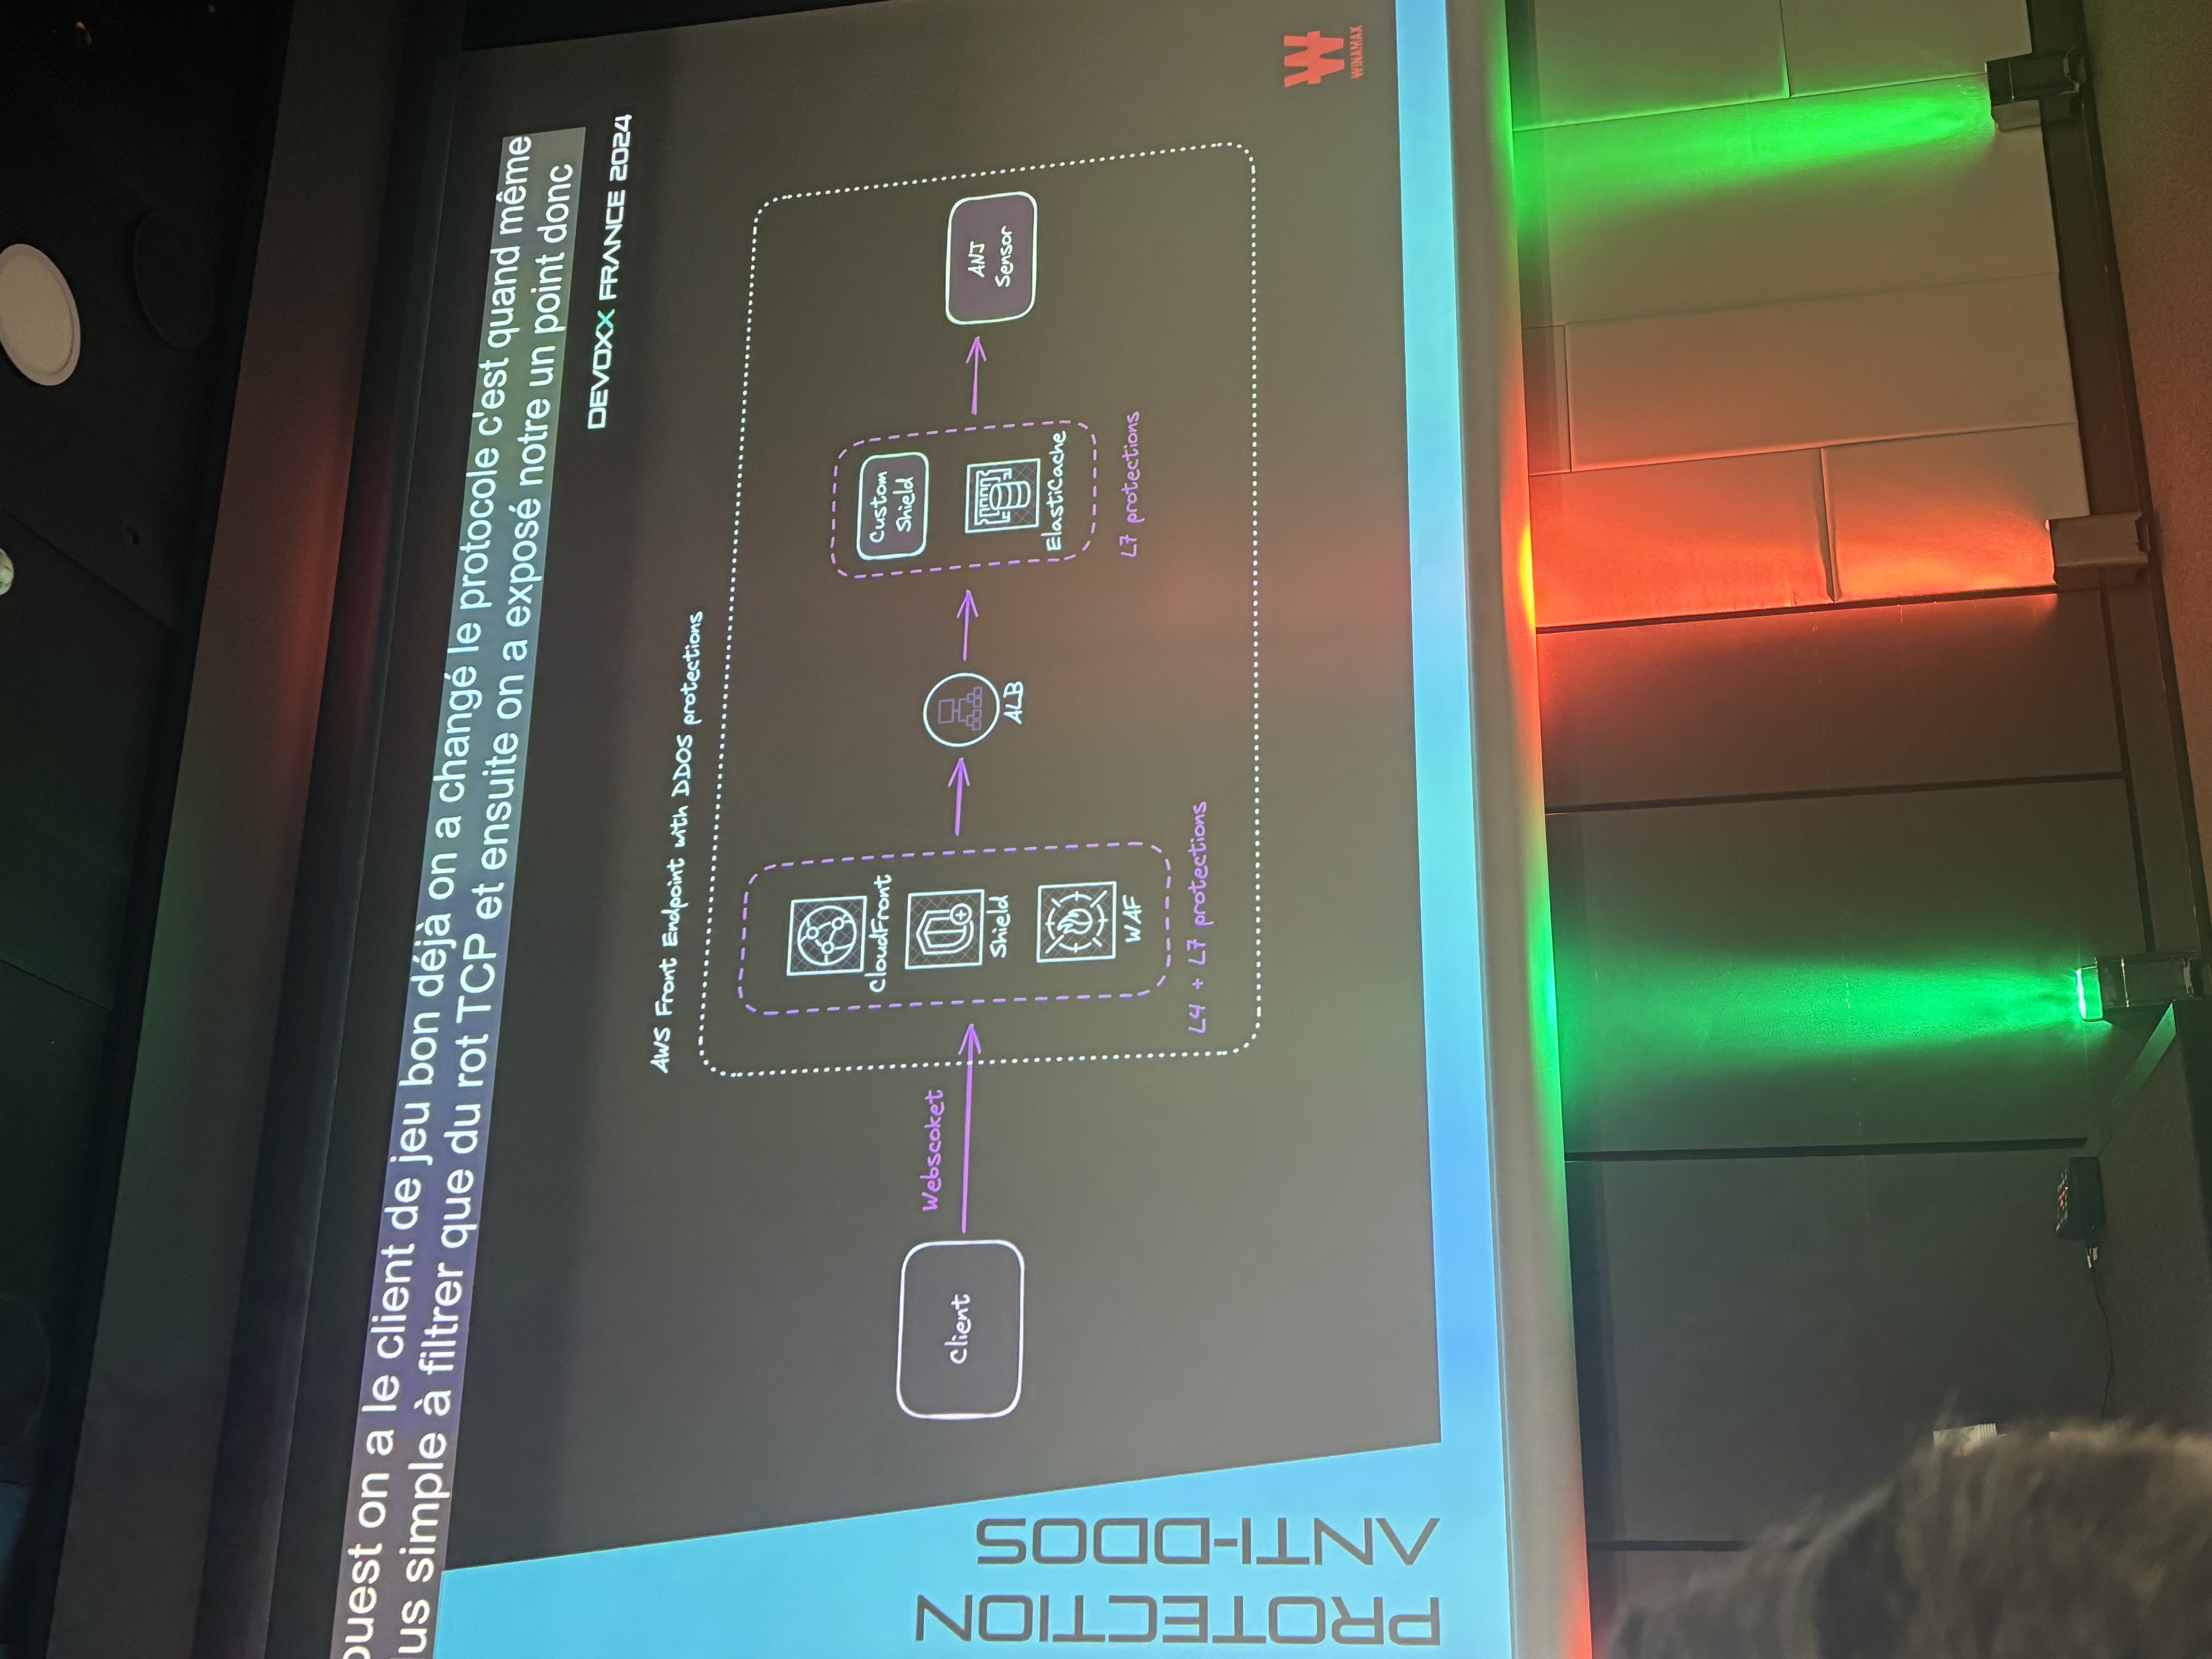 on a le client de jeu bon déjà on a changé le protocole c'est quand même
simple à filtrer que du rot TCP et ensuite on a exposé notre un point donc
DEVOXX FRANCE 2024
PROTECTION
ANTI-DDOS
AWS Front Endpoint with DDOS protections
Client
Webscoket
CloudFront
Shield
WAF
L4 + L7 protections
ALB
Custom
Shield
ElastiCache
L7 protections
ANJ
Sensor
W
WINAMAX